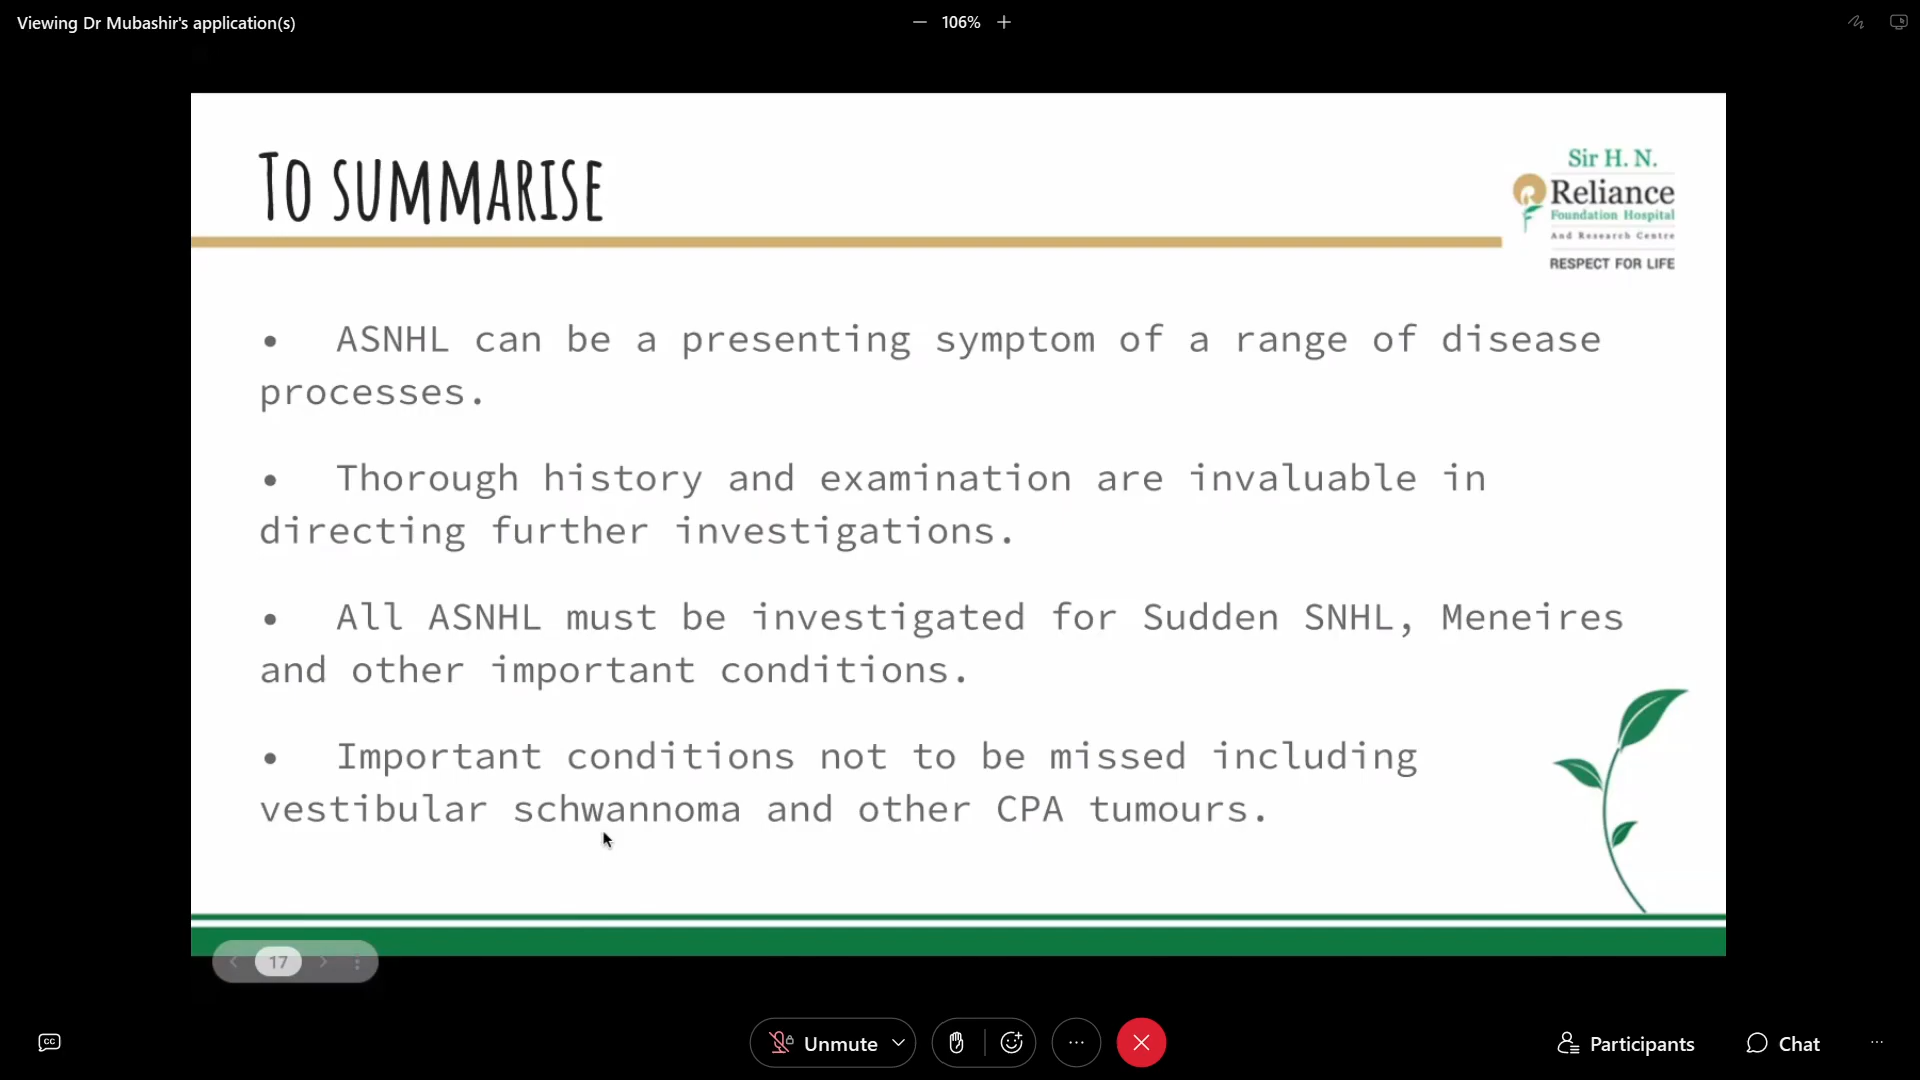 Viewing Dr Mubashir's application(s)
106%
To summarise
Sir H. N.
Reliance
Foundation Hospital
And Research Centre
RESPECT FOR LIFE
• ASNHL can be a presenting symptom of a range of disease
processes.
• Thorough history and examination are invaluable in
directing further investigations.
• All ASNHL must be investigated for Sudden SNHL, Meneires
and other important conditions.
• Important conditions not to be missed including
vestibular schwannoma and other CPA tumours.
17
CC
Unmute
Participants
Chat